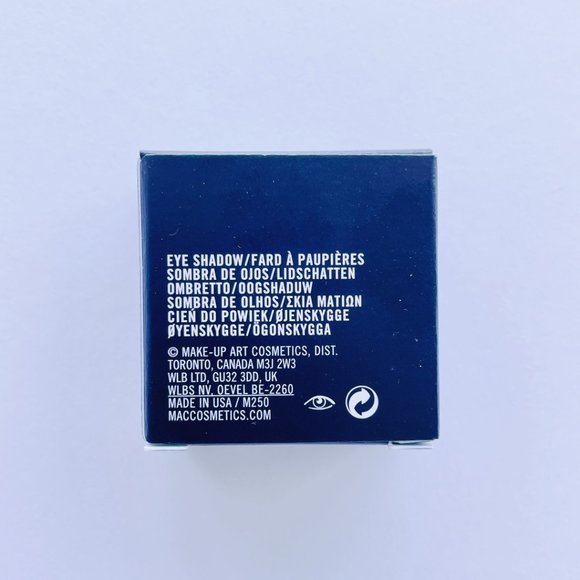 EYE SHADOW/FARD À PAUPIÈRES
SOMBRA DE OJOS/LIDSCHATTEN
OMBRETTO/OOGSHADUW
SOMBRA DE OLHOS/ΣΚΙΑ ΜΑΤΙΩΝ
CIEŃ DO POWIEK/ØJENSKYGGE
ØYENSKYGGE/ÖGONSKYGGA
© MAKE-UP ART COSMETICS, DIST.
TORONTO, CANADA M3J 2W3
WLB LTD, GU32 3DD, UK
WLBS NV, OEVEL BE-2260
MADE IN USA / M250
MACCOSMETICS.COM